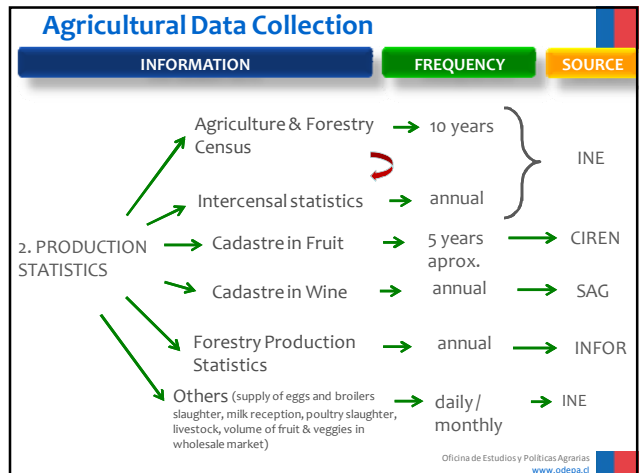 Agricultural Data Collection
INFORMATION
FREQUENCY
SOURCE
Agriculture & Forestry
Census
10 years
INE
Intercensal statistics
annual
2. PRODUCTION
STATISTICS
Cadastre in Fruit
5 years
aprox.
CIREN
Cadastre in Wine
annual
SAG
Forestry Production
Statistics
annual
INFOR
Others (supply of eggs and broilers
slaughter, milk reception, poultry slaughter,
livestock, volume of fruit & veggies in
wholesale market)
daily /
monthly
INE
Oficina de Estudios y Políticas Agrarias
www.odepa.cl